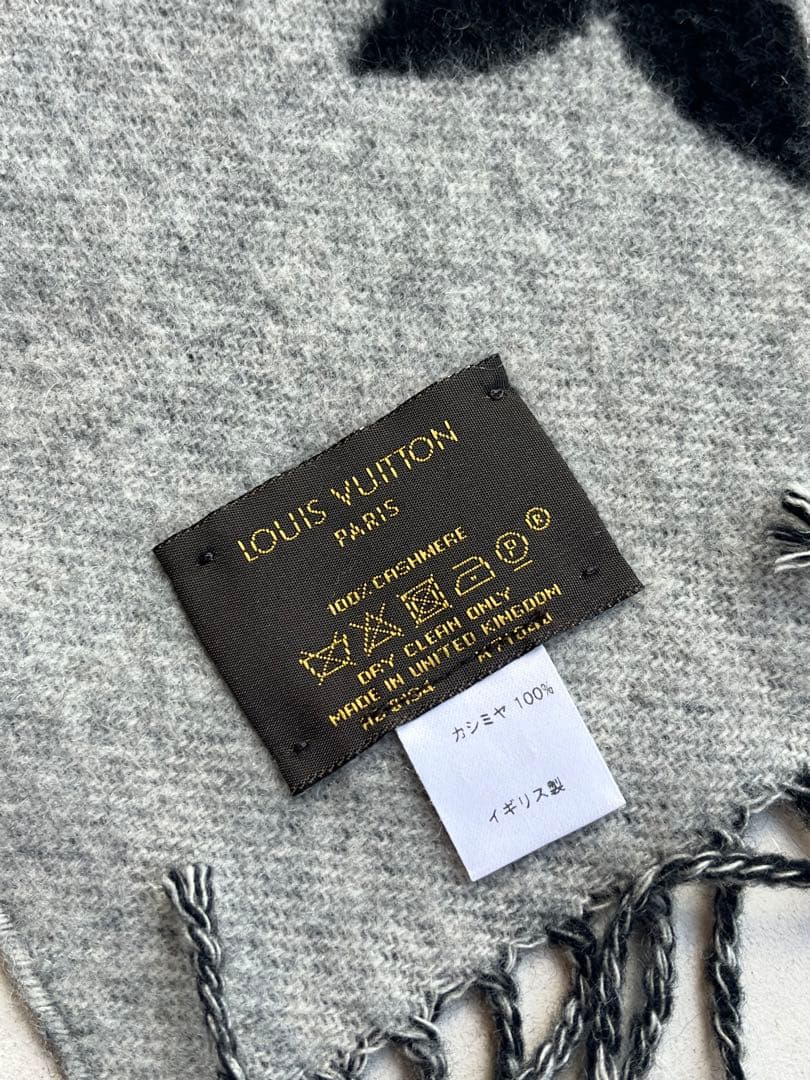 LOUIS VUITTON
PARIS
100% CASHMERE
P ®
DRY CLEAN ONLY
MADE IN UNITED KINGDOM
カシミヤ 100%
イギリス製